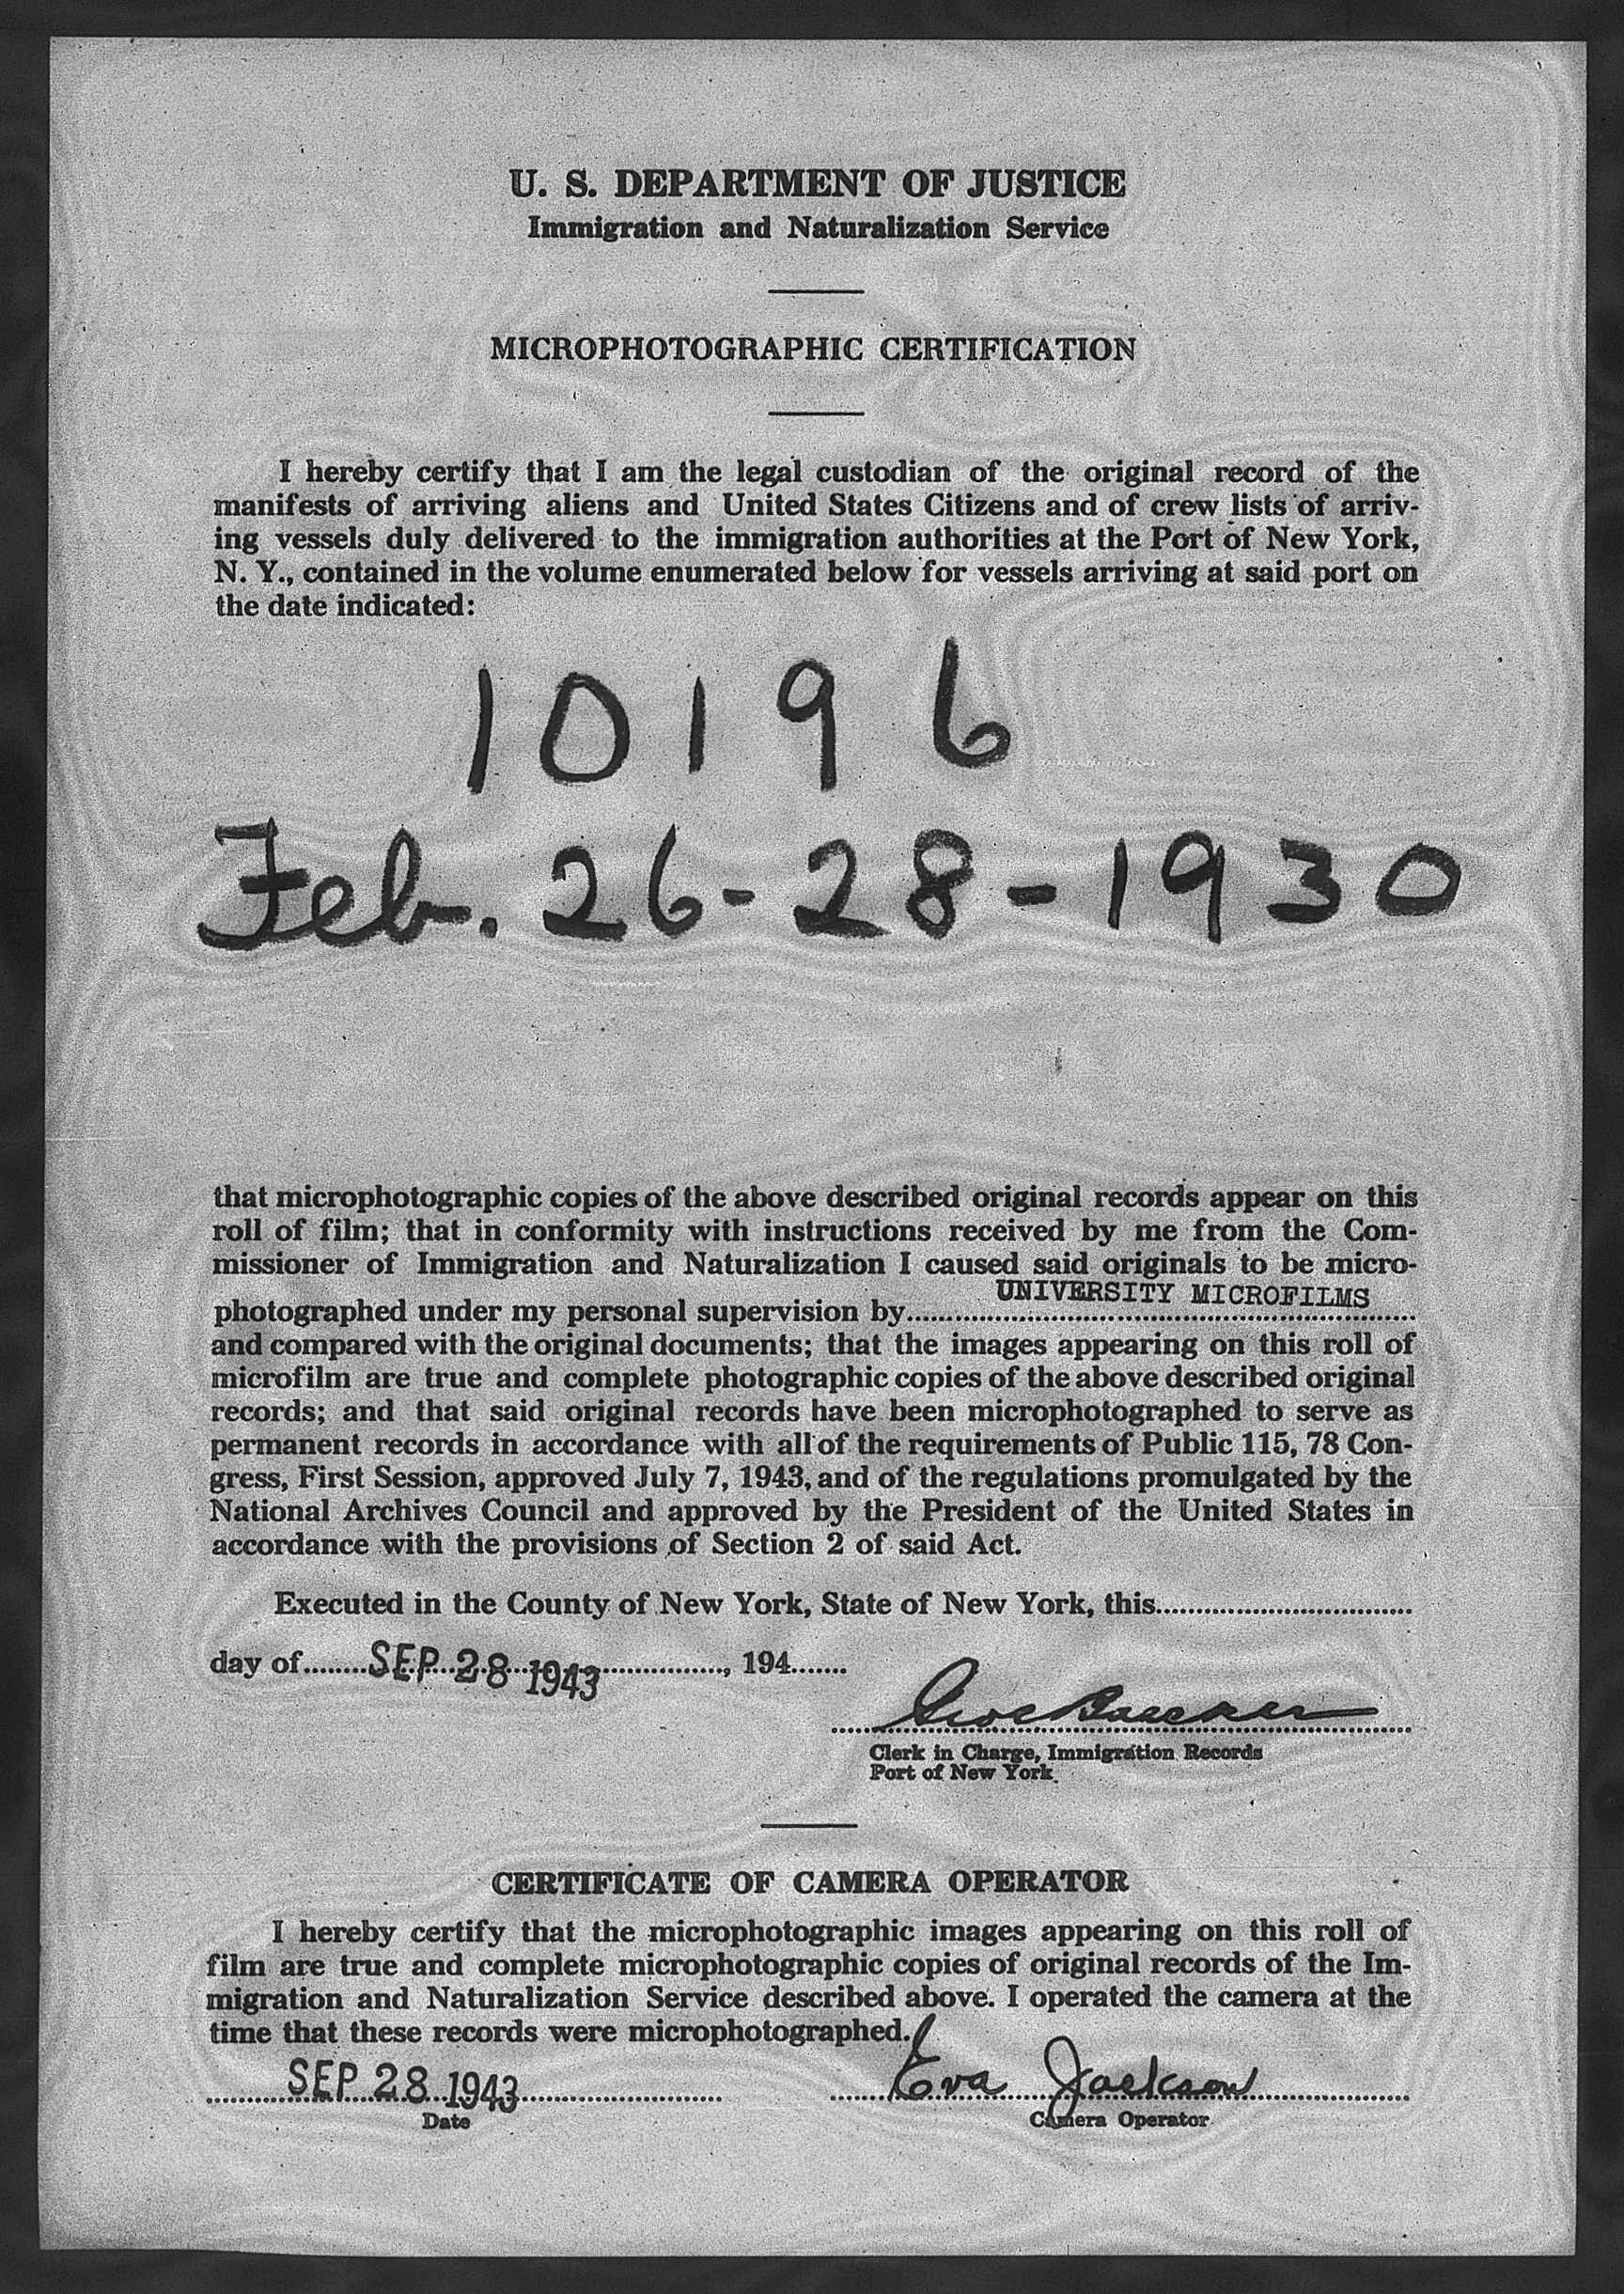 U. S. DEPARTMENT OF JUSTICE
Immigration and Naturalization Service
MICROPHOTOGRAPHIC CERTIFICATION
I hereby certify that I am the legal custodian of the original record of the
manifests of arriving aliens and United States Citizens and of crew lists of arriv-
ing vessels duly delivered to the immigration authorities at the Port of New York,
N. Y., contained in the volume enumerated below for vessels arriving at said port on
the date indicated:
10196
Feb. 26-28-1930
that microphotographic copies of the above described original records appear on this
roll of film; that in conformity with instructions received by me from the Com-
missioner of Immigration and Naturalization I caused said originals to be micro-
photographed under my personal supervision by UNIVERSITY MICROFILMS
and compared with the original documents; that the images appearing on this roll of
microfilm are true and complete photographic copies of the above described original
records; and that said original records have been microphotographed to serve as
permanent records in accordance with all of the requirements of Public 115, 78 Con-
gress, First Session, approved July 7, 1943, and of the regulations promulgated by the
National Archives Council and approved by the President of the United States in
accordance with the provisions of Section 2 of said Act.
Executed in the County of New York, State of New York, this
day of SEP 28 1943, 194
Clerk in Charge, Immigration Records
Port of New York
CERTIFICATE OF CAMERA OPERATOR
I hereby certify that the microphotographic images appearing on this roll of
film are true and complete microphotographic copies of original records of the Im-
migration and Naturalization Service described above. I operated the camera at the
time that these records were microphotographed.
SEP 28 1943 Eva Jackson
Date Camera Operator